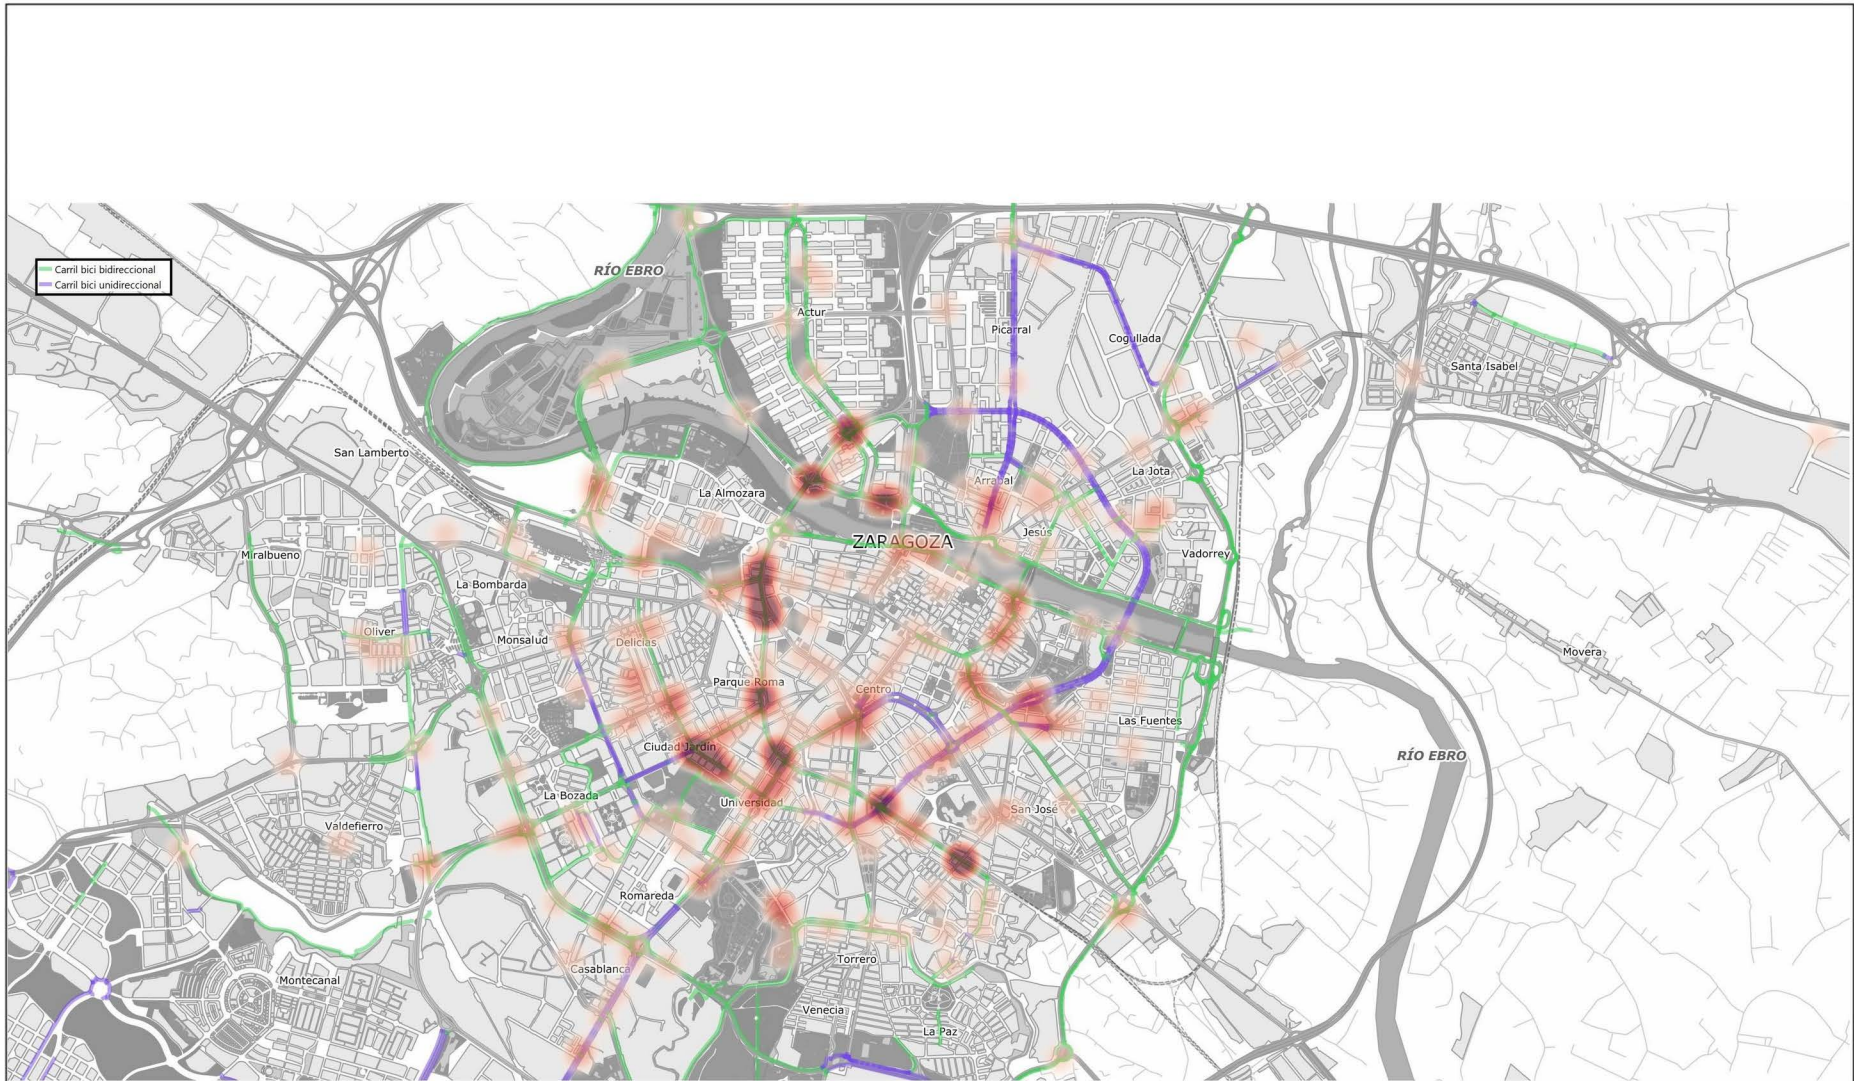 RÍO EBRO
Carril bici bidireccional
Carril bici unidireccional
Actur
Picarral
Cogullada
Santa Isabel
San Lamberto
La Jota
Arrabal
La Almozara
Jesús
ZARAGOZA
Vadorrey
Miralbueno
La Bombarda
Oliver
Monsalud
Delicias
Movera
Parque Roma
Centro
Las Fuentes
Ciudad Jardín
RÍO EBRO
La Bozada
Universidad
San José
Valdefierro
Romareda
Torrero
Casablanca
Montecanal
Venecia
La Paz